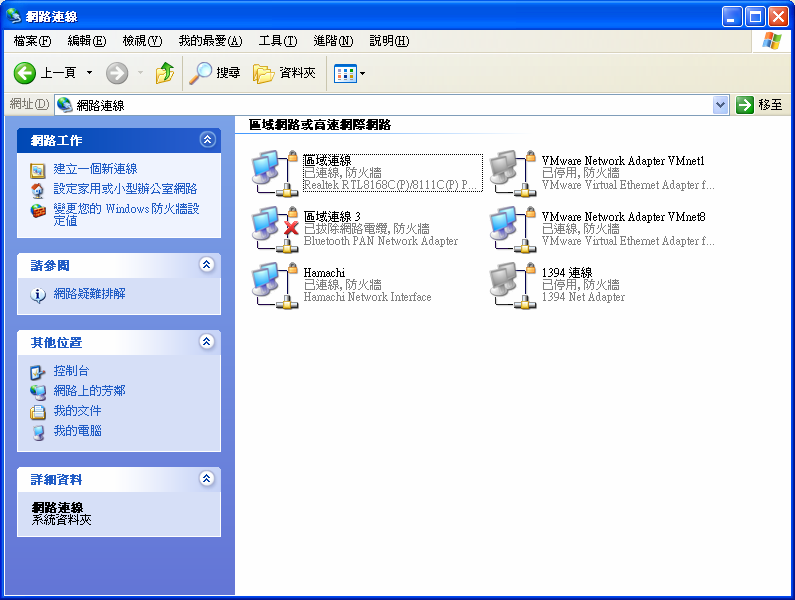 網路連線
檔案(F) 編輯(E) 檢視(V) 我的最愛(A) 工具(T) 進階(N) 說明(H)
上一頁 搜尋 資料夾
網址(D) 網路連線 移至
網路工作
建立一個新連線
設定家用或小型辦公室網路
變更您的 Windows 防火牆設
定值
請參閱
網路疑難排解
其他位置
控制台
網路上的芳鄰
我的文件
我的電腦
詳細資料
網路連線
系統資料夾
區域網路或高速網際網路
區域連線
已連線, 防火牆
Realtek RTL8168C(P)/8111C(P) P...
VMware Network Adapter VMnet1
已停用, 防火牆
VMware Virtual Ethernet Adapter f...
區域連線 3
已拔除網路電纜, 防火牆
Bluetooth PAN Network Adapter
VMware Network Adapter VMnet8
已連線, 防火牆
VMware Virtual Ethernet Adapter f...
Hamachi
已連線, 防火牆
Hamachi Network Interface
1394 連線
已停用, 防火牆
1394 Net Adapter